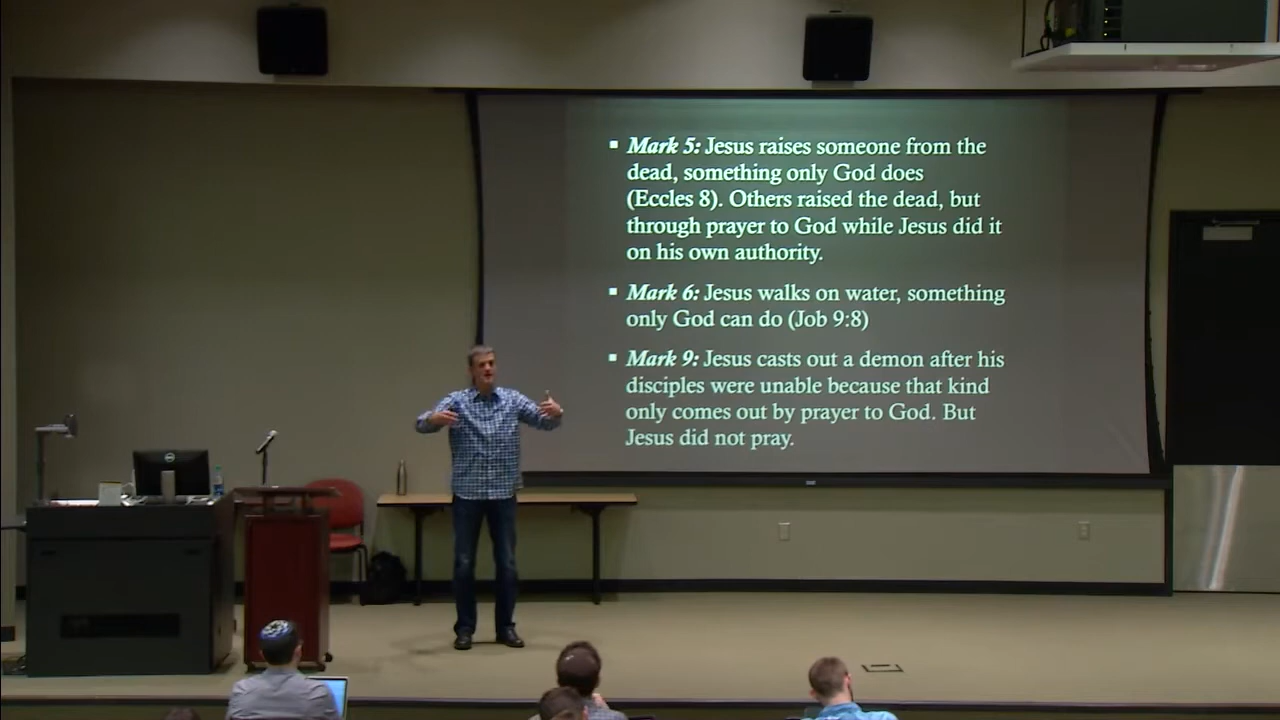 ▪ Mark 5: Jesus raises someone from the
dead, something only God does
(Eccles 8). Others raised the dead, but
through prayer to God while Jesus did it
on his own authority.
▪ Mark 6: Jesus walks on water, something
only God can do (Job 9:8)
▪ Mark 9: Jesus casts out a demon after his
disciples were unable because that kind
only comes out by prayer to God. But
Jesus did not pray.